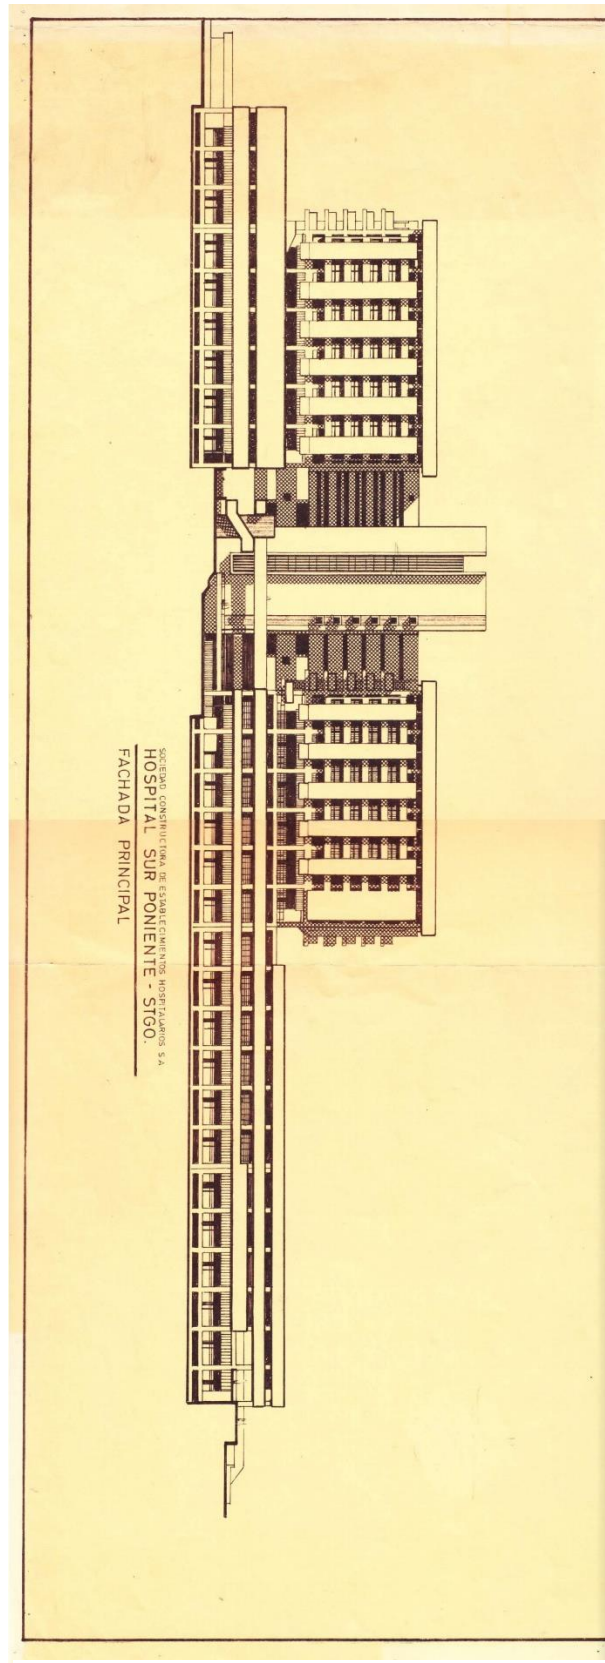 SOCIEDAD CONSTRUCTORA DE ESTABLECIMIENTOS HOSPITALARIOS S.A
HOSPITAL SUR PONIENTE - STGO.
FACHADA PRINCIPAL